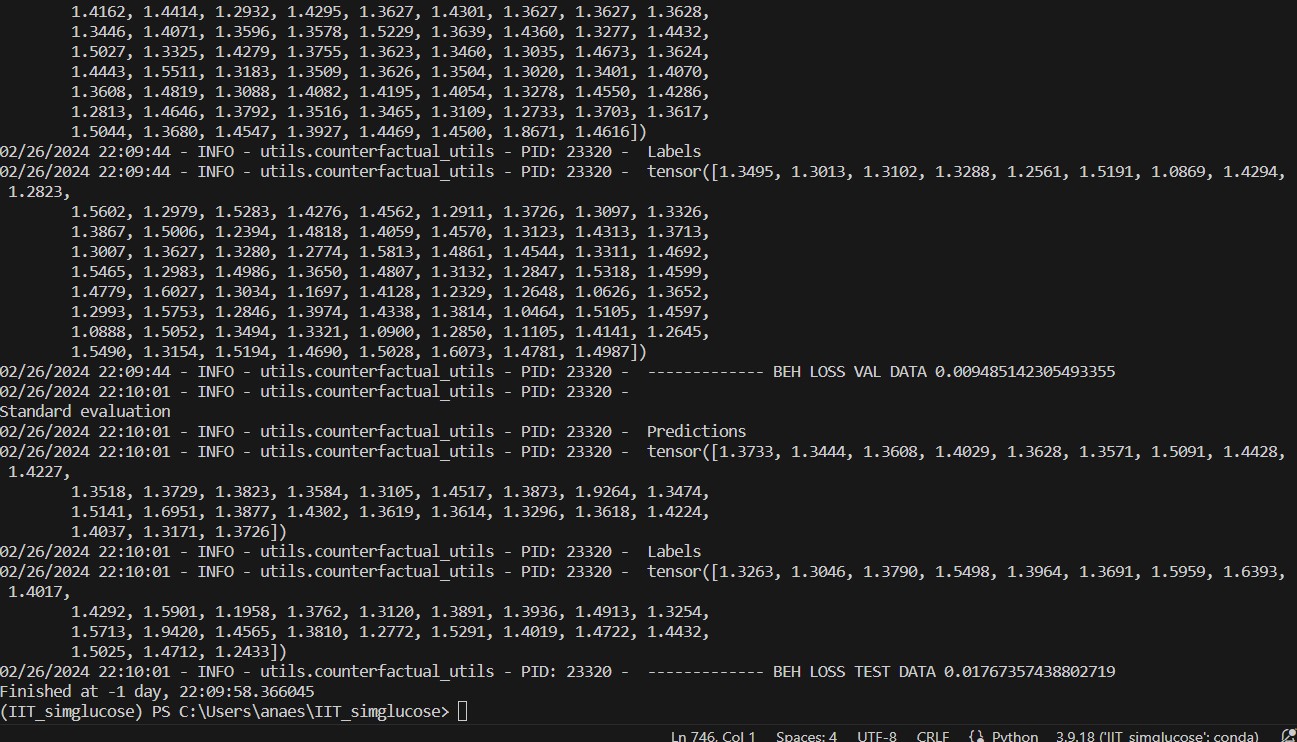 1.4162, 1.4414, 1.2932, 1.4295, 1.3627, 1.4301, 1.3627, 1.3627, 1.3628,
1.3446, 1.4071, 1.3596, 1.3578, 1.5229, 1.3639, 1.4360, 1.3277, 1.4432,
1.5027, 1.3325, 1.4279, 1.3755, 1.3623, 1.3460, 1.3035, 1.4673, 1.3624,
1.4443, 1.5511, 1.3183, 1.3509, 1.3626, 1.3504, 1.3020, 1.3401, 1.4070,
1.3608, 1.4819, 1.3088, 1.4082, 1.4195, 1.4054, 1.3278, 1.4550, 1.4286,
1.2813, 1.4646, 1.3792, 1.3516, 1.3465, 1.3109, 1.2733, 1.3703, 1.3617,
1.5044, 1.3680, 1.4547, 1.3927, 1.4469, 1.4500, 1.8671, 1.4616])
02/26/2024 22:09:44 - INFO - utils.counterfactual_utils - PID: 23320 -  Labels
02/26/2024 22:09:44 - INFO - utils.counterfactual_utils - PID: 23320 -  tensor([1.3495, 1.3013, 1.3102, 1.3288, 1.2561, 1.5191, 1.0869, 1.4294,
1.2823,
1.5602, 1.2979, 1.5283, 1.4276, 1.4562, 1.2911, 1.3726, 1.3097, 1.3326,
1.3867, 1.5006, 1.2394, 1.4818, 1.4059, 1.4570, 1.3123, 1.4313, 1.3713,
1.3007, 1.3627, 1.3280, 1.2774, 1.5813, 1.4861, 1.4544, 1.3311, 1.4692,
1.5465, 1.2983, 1.4986, 1.3650, 1.4807, 1.3132, 1.2847, 1.5318, 1.4599,
1.4779, 1.6027, 1.3034, 1.1697, 1.4128, 1.2329, 1.2648, 1.0626, 1.3652,
1.2993, 1.5753, 1.2846, 1.3974, 1.4338, 1.3814, 1.0464, 1.5105, 1.4597,
1.0888, 1.5052, 1.3494, 1.3321, 1.0900, 1.2850, 1.1105, 1.4141, 1.2645,
1.5490, 1.3154, 1.5194, 1.4690, 1.5028, 1.6073, 1.4781, 1.4987])
02/26/2024 22:09:44 - INFO - utils.counterfactual_utils - PID: 23320 -  ------------- BEH LOSS VAL DATA 0.009485142305493355
02/26/2024 22:10:01 - INFO - utils.counterfactual_utils - PID: 23320 -
Standard evaluation
02/26/2024 22:10:01 - INFO - utils.counterfactual_utils - PID: 23320 -  Predictions
02/26/2024 22:10:01 - INFO - utils.counterfactual_utils - PID: 23320 -  tensor([1.3733, 1.3444, 1.3608, 1.4029, 1.3628, 1.3571, 1.5091, 1.4428,
1.4227,
1.3518, 1.3729, 1.3823, 1.3584, 1.3105, 1.4517, 1.3873, 1.9264, 1.3474,
1.5141, 1.6951, 1.3877, 1.4302, 1.3619, 1.3614, 1.3296, 1.3618, 1.4224,
1.4037, 1.3171, 1.3726])
02/26/2024 22:10:01 - INFO - utils.counterfactual_utils - PID: 23320 -  Labels
02/26/2024 22:10:01 - INFO - utils.counterfactual_utils - PID: 23320 -  tensor([1.3263, 1.3046, 1.3790, 1.5498, 1.3964, 1.3691, 1.5959, 1.6393,
1.4017,
1.4292, 1.5901, 1.1958, 1.3762, 1.3120, 1.3891, 1.3936, 1.4913, 1.3254,
1.5713, 1.9420, 1.4565, 1.3810, 1.2772, 1.5291, 1.4019, 1.4722, 1.4432,
1.5025, 1.4712, 1.2433])
02/26/2024 22:10:01 - INFO - utils.counterfactual_utils - PID: 23320 -  ------------- BEH LOSS TEST DATA 0.01767357438802719
Finished at -1 day, 22:09:58.366045
(IIT_simglucose) PS C:\Users\anaes\IIT_simglucose>
Ln 746, Col 1 Spaces: 4 UTF-8 CRLF Python 3.9.18 ('IIT_simglucose': conda)